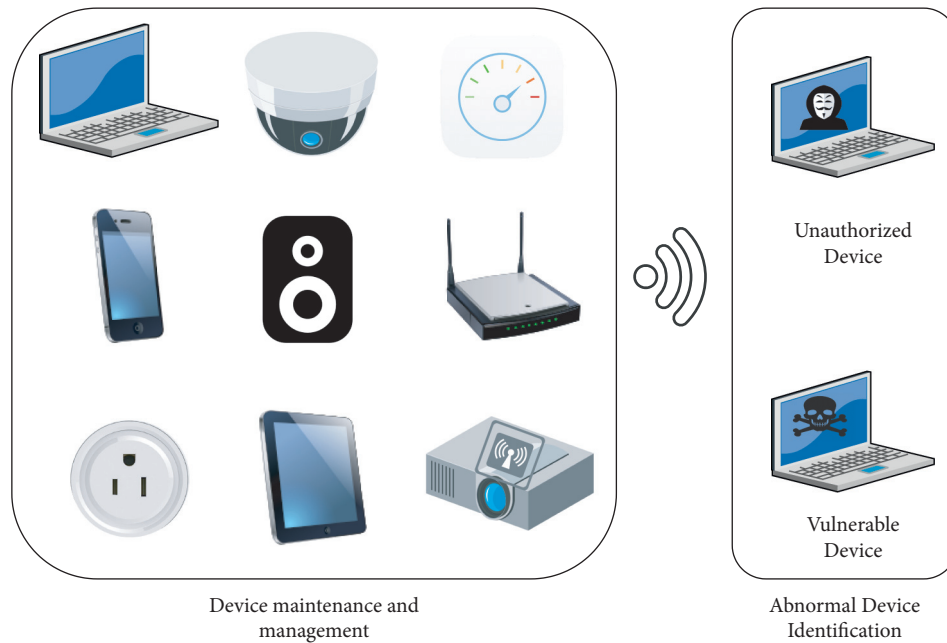 Unauthorized
Device
Vulnerable
Device
Device maintenance and
management
Abnormal Device
Identification